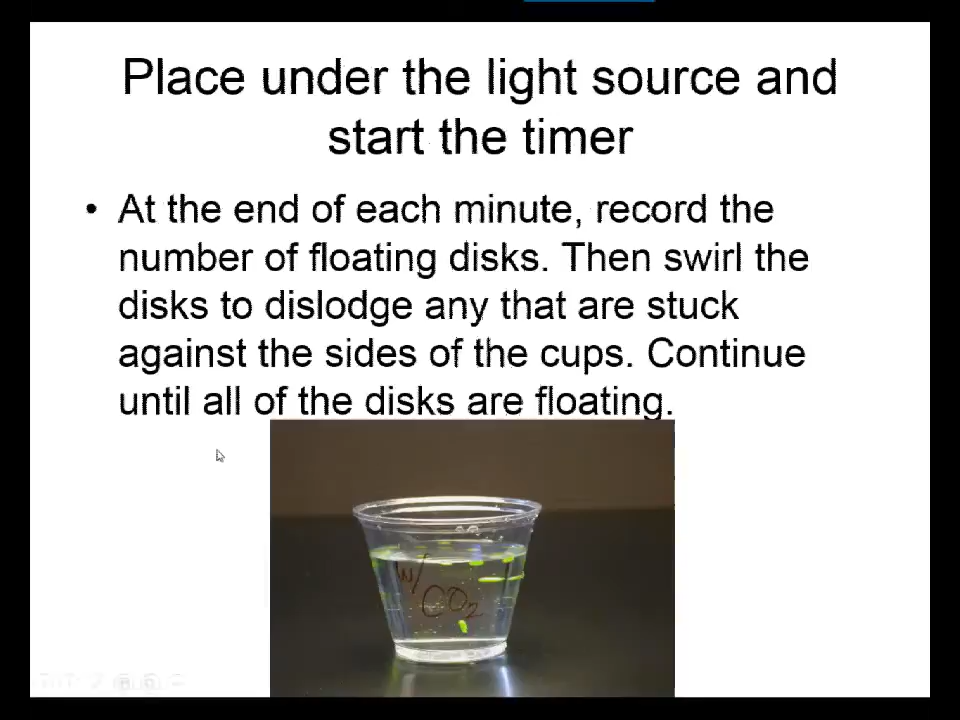 Place under the light source and
start the timer
• At the end of each minute, record the
number of floating disks. Then swirl the
disks to dislodge any that are stuck
against the sides of the cups. Continue
until all of the disks are floating.
w/
CO2